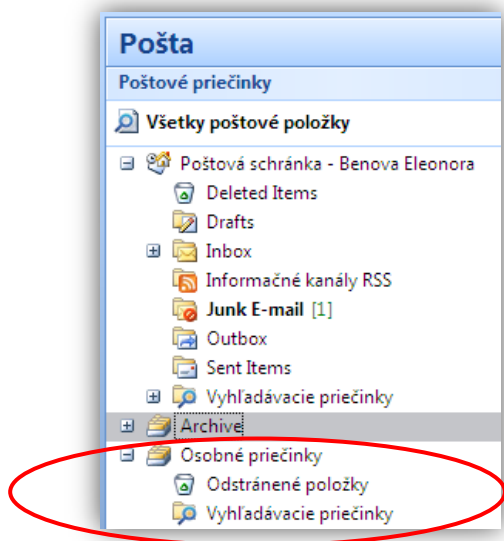 Pošta
Poštové priečinky
Všetky poštové položky
Poštová schránka - Benova Eleonora
Deleted Items
Drafts
Inbox
Informačné kanály RSS
Junk E-mail [1]
Outbox
Sent Items
Vyhľadávacie priečinky
Archive
Osobné priečinky
Odstránené položky
Vyhľadávacie priečinky